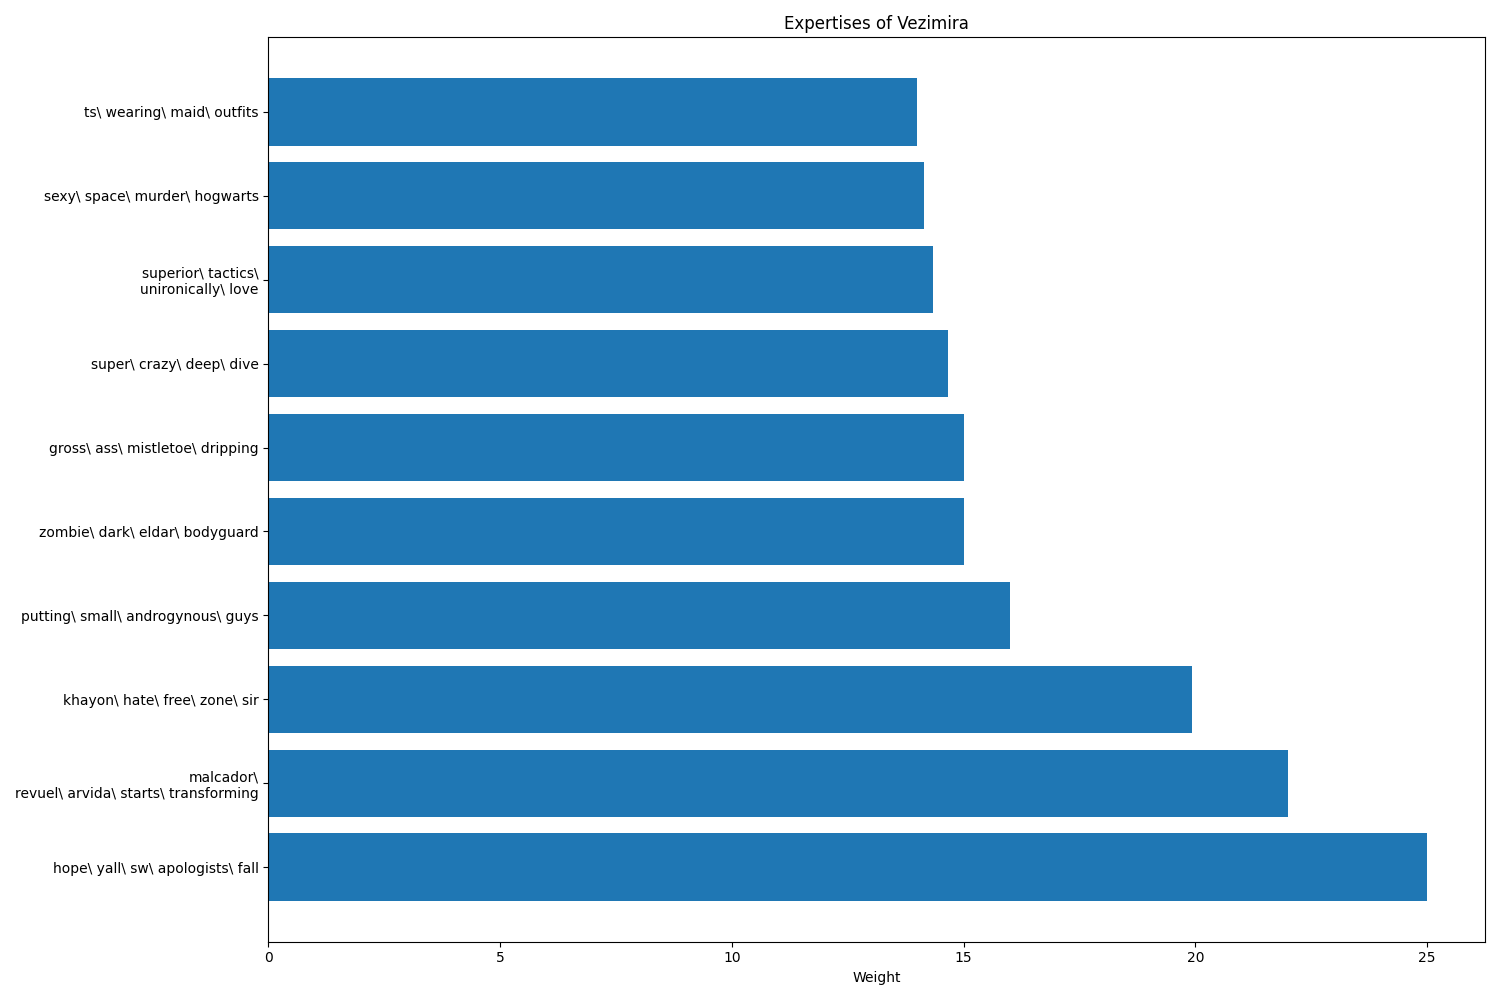 Expertises of Vezimira
ts\ wearing\ maid\ outfits
sexy\ space\ murder\ hogwarts
superior\ tactics\
unironically\ love
super\ crazy\ deep\ dive
gross\ ass\ mistletoe\ dripping
zombie\ dark\ eldar\ bodyguard
putting\ small\ androgynous\ guys
khayon\ hate\ free\ zone\ sir
malcador\
revuel\ arvida\ starts\ transforming
hope\ yall\ sw\ apologists\ fall
0 5 10 15 20 25
Weight